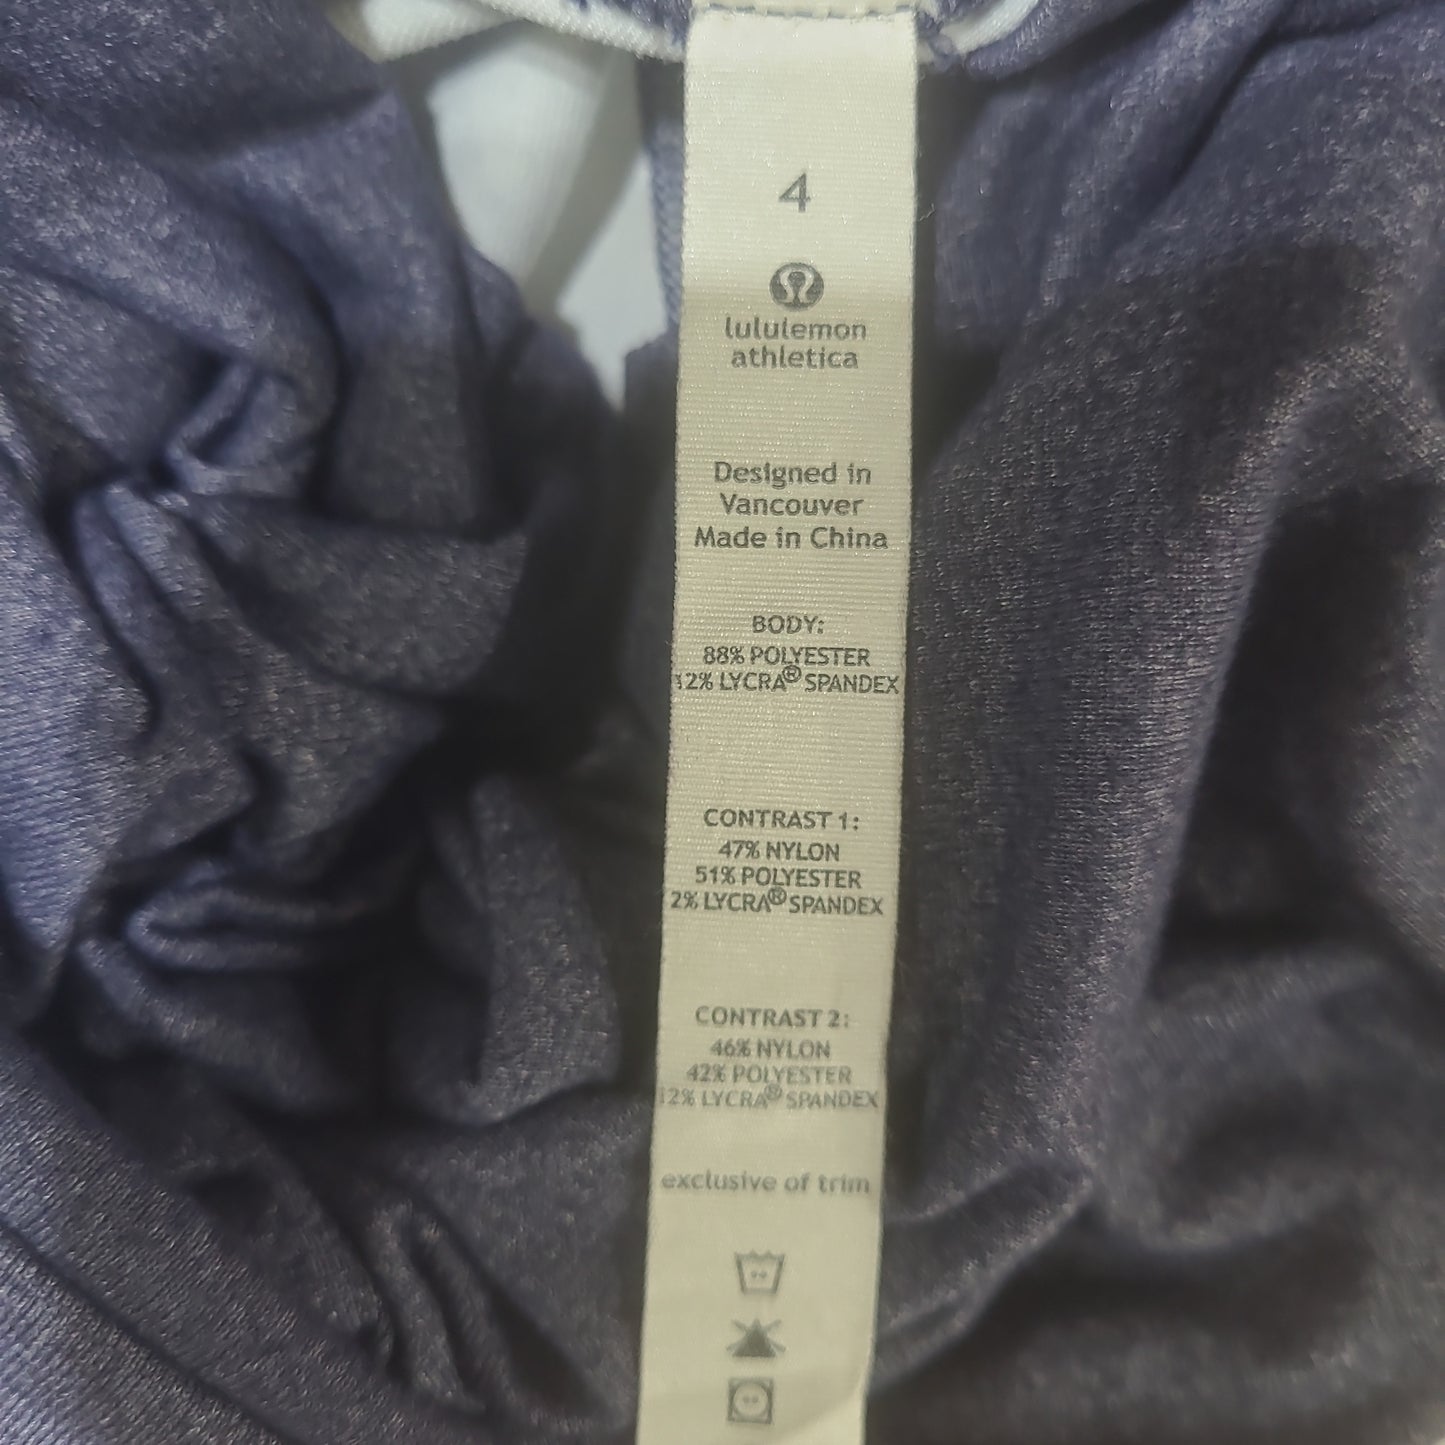 4
lululemon
athletica
Designed in
Vancouver
Made in China
BODY:
88% POLYESTER
12% LYCRA® SPANDEX
CONTRAST 1:
47% NYLON
51% POLYESTER
2% LYCRA® SPANDEX
CONTRAST 2:
46% NYLON
42% POLYESTER
12% LYCRA® SPANDEX
exclusive of trim